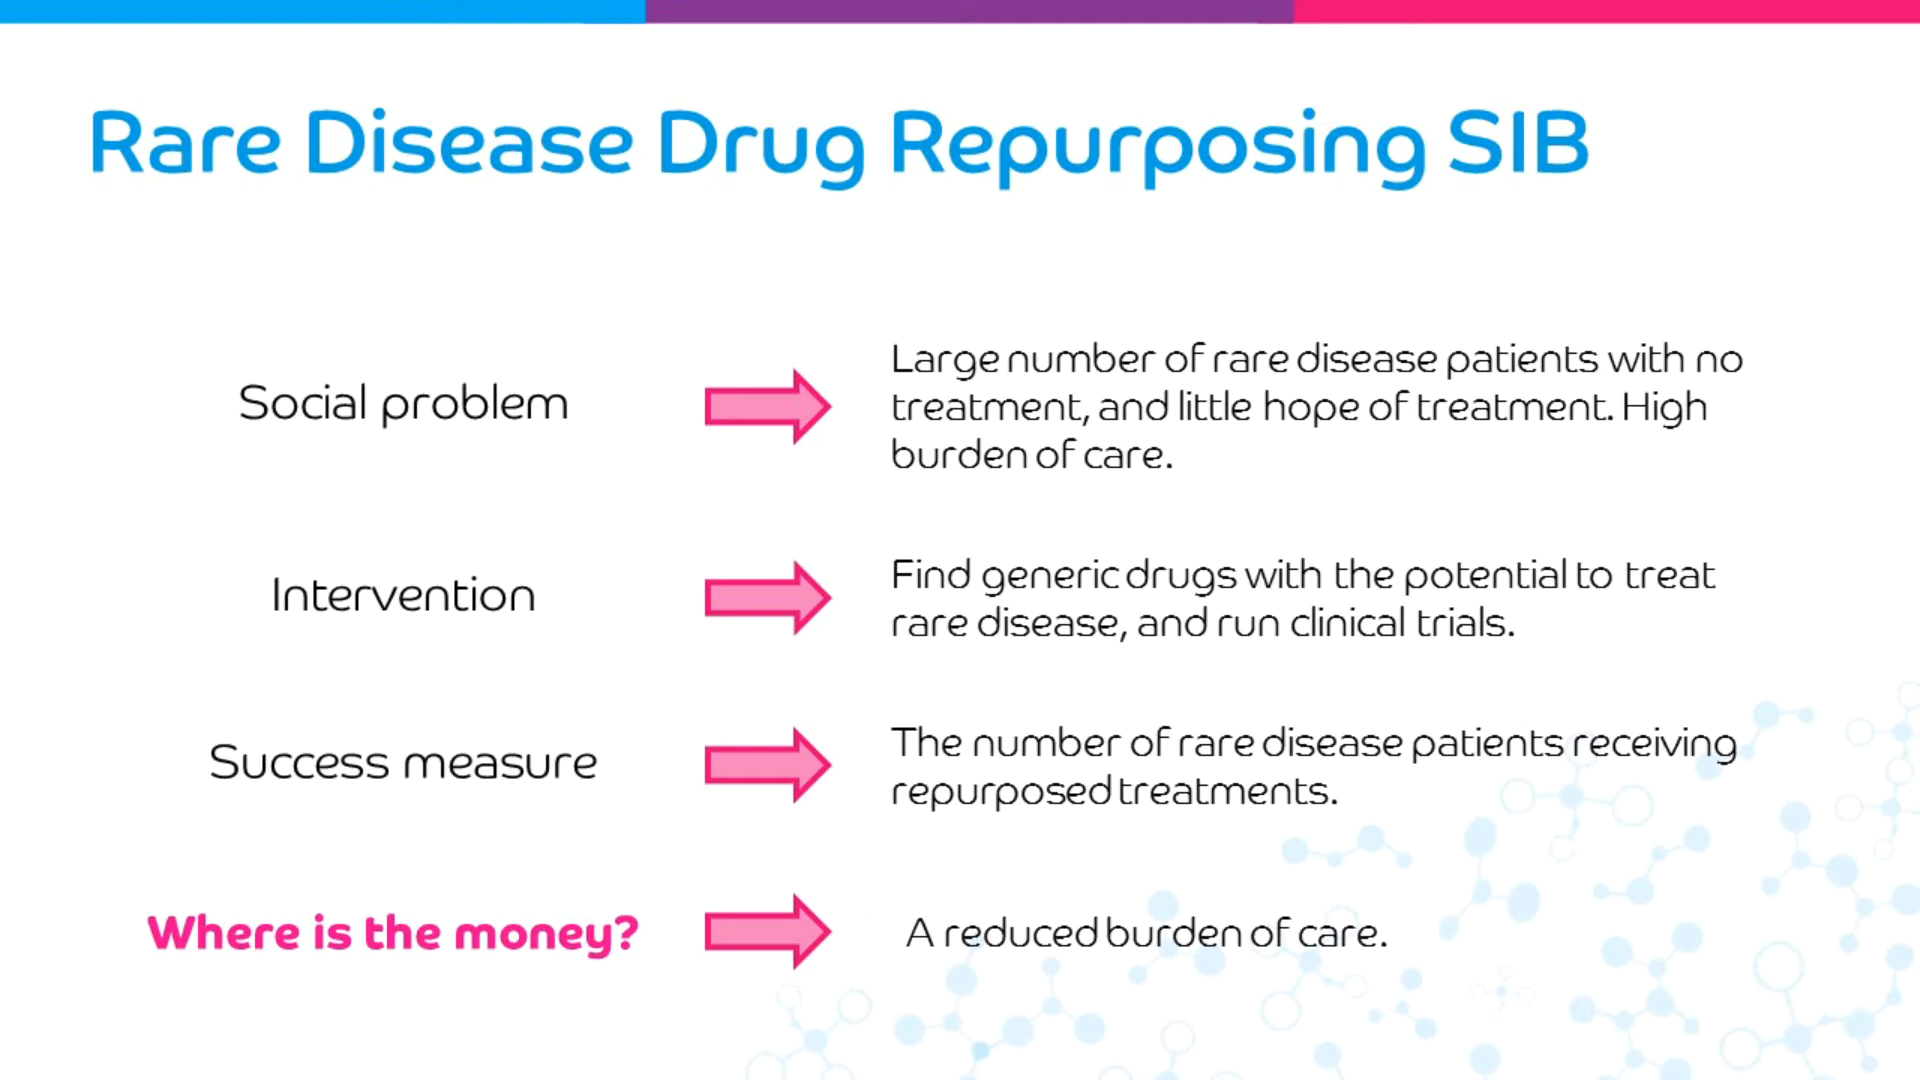 Rare Disease Drug Repurposing SIB
Social problem
Large number of rare disease patients with no
treatment, and little hope of treatment. High
burden of care.
Intervention
Find generic drugs with the potential to treat
rare disease, and run clinical trials.
Success measure
The number of rare disease patients receiving
repurposed treatments.
Where is the money?
A reduced burden of care.